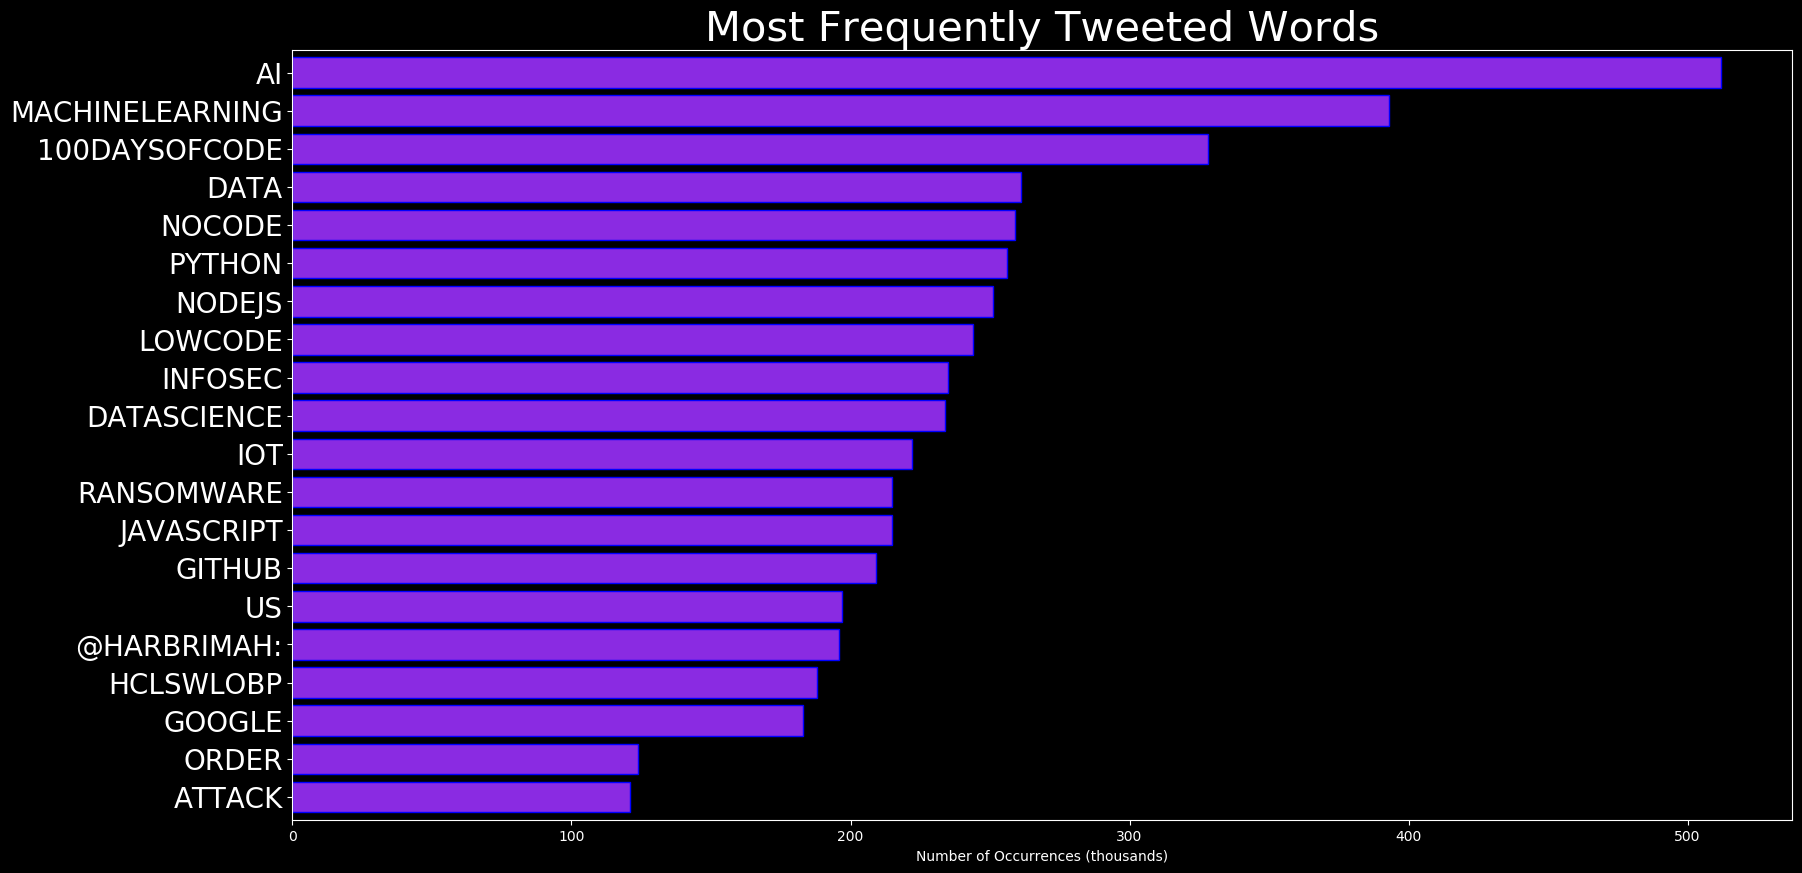 Most Frequently Tweeted Words
AI
MACHINELEARNING
100DAYSOFCODE
DATA
NOCODE
PYTHON
NODEJS
LOWCODE
INFOSEC
DATASCIENCE
IOT
RANSOMWARE
JAVASCRIPT
GITHUB
US
@HARBRIMAH:
HCLSWLOBP
GOOGLE
ORDER
ATTACK
0 100 200 300 400 500
Number of Occurrences (thousands)